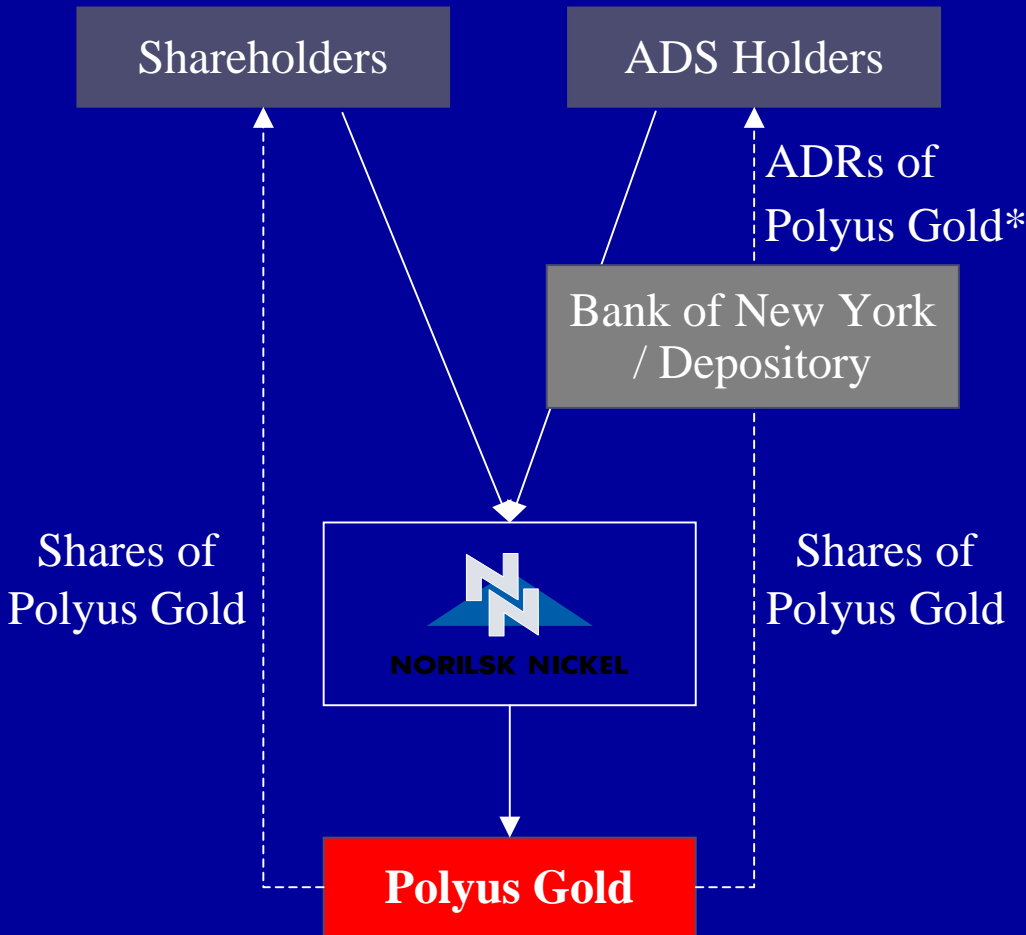 Shareholders
ADS Holders
ADRs of
Polyus Gold*
Bank of New York
/ Depository
Shares of
Polyus Gold
NORILSK NICKEL
Shares of
Polyus Gold
Polyus Gold